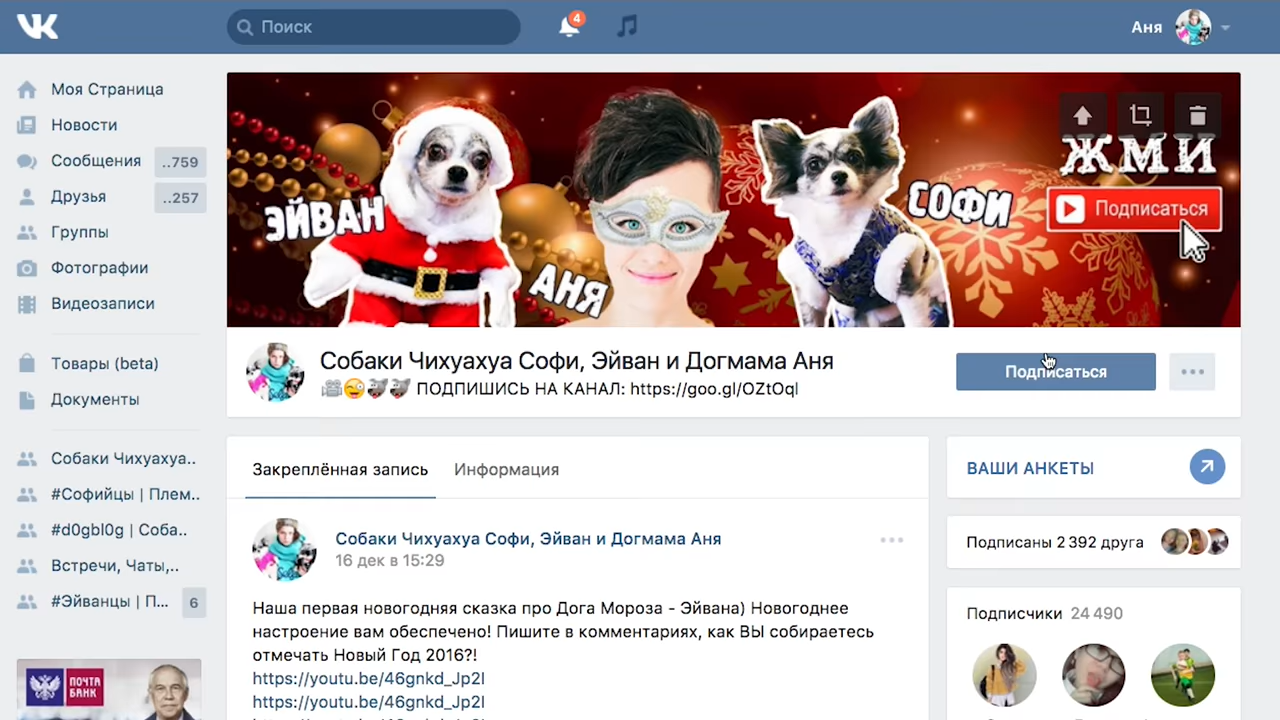 Поиск
4
Аня
Моя Страница
Новости
Сообщения ..759
Друзья ..257
Группы
Фотографии
Видеозаписи
Товары (beta)
Документы
Собаки Чихуахуа..
#Софийцы | Плем..
#d0gbl0g | Соба..
Встречи, Чаты,..
#Эйванцы | П... 6
ПОЧТА
БАНК
ЭЙВАН
АНЯ
СОФИ
ЖМИ
Подписаться
Собаки Чихуахуа Софи, Эйван и Догмама Аня
ПОДПИШИСЬ НА КАНАЛ: https://goo.gl/OZtOql
Подписаться
Закреплённая запись Информация
Собаки Чихуахуа Софи, Эйван и Догмама Аня
16 дек в 15:29
Наша первая новогодняя сказка про Дога Мороза - Эйвана) Новогоднее
настроение вам обеспечено! Пишите в комментариях, как ВЫ собираетесь
отмечать Новый Год 2016?!
https://youtu.be/46gnkd_Jp2I
https://youtu.be/46gnkd_Jp2I
ВАШИ АНКЕТЫ
Подписаны 2 392 друга
Подписчики 24 490